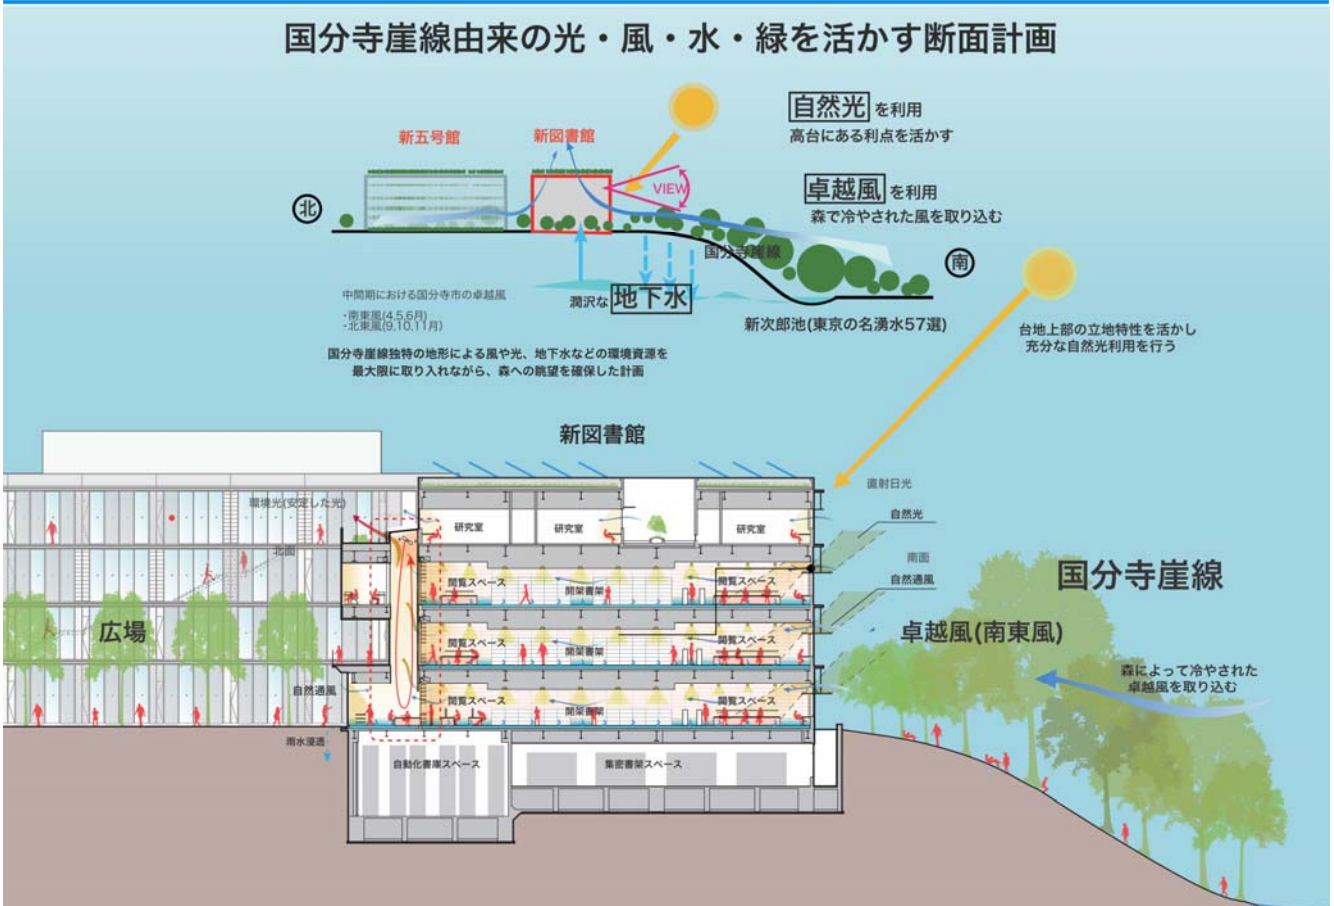 国分寺崖線由来の光・風・水・緑を活かす断面計画
自然光を利用
高台にある利点を活かす
新五号館
新図書館
VIEW
卓越風を利用
森で冷やされた風を取り込む
北
国分寺崖線
南
中間期における国分寺市の卓越風
・南東風(4,5,6月)
・北東風(9,10,11月)
潤沢な地下水
新次郎池(東京の名湧水57選)
国分寺崖線独特の地形による風や光、地下水などの環境資源を
最大限に取り入れながら、森への眺望を確保した計画
台地上部の立地特性を活かし
充分な自然光利用を行う
新図書館
直射日光
環境光(安定した光)
自然光
研究室
研究室
研究室
北面
南面
閲覧スペース
開架書架
閲覧スペース
自然通風
国分寺崖線
広場
閲覧スペース
開架書架
閲覧スペース
卓越風(南東風)
森によって冷やされた
卓越風を取り込む
自然通風
閲覧スペース
開架書架
閲覧スペース
雨水浸透
自動化書庫スペース
集密書架スペース